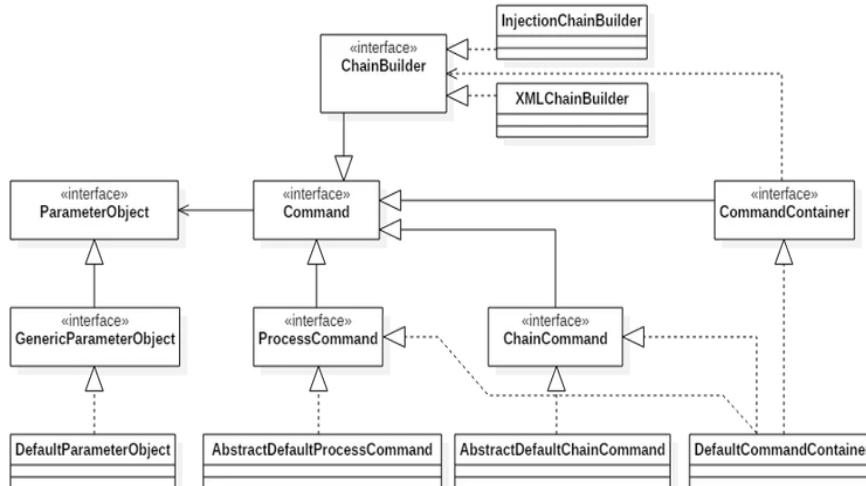 InjectionChainBuilder
«interface»
ChainBuilder
XMLChainBuilder
«interface»
ParameterObject
«interface»
Command
«interface»
CommandContainer
«interface»
GenericParameterObject
«interface»
ProcessCommand
«interface»
ChainCommand
DefaultParameterObject
AbstractDefaultProcessCommand
AbstractDefaultChainCommand
DefaultCommandContainer